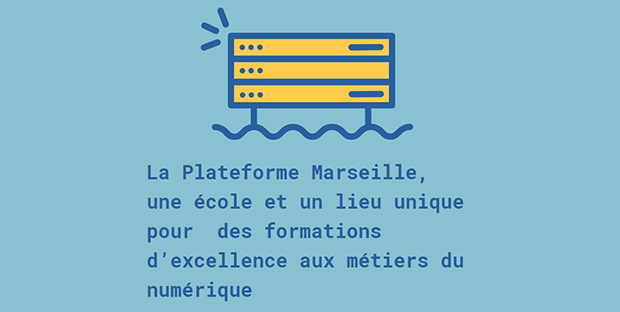 La Plateforme Marseille,
une école et un lieu unique
pour  des formations
d’excellence aux métiers du
numérique